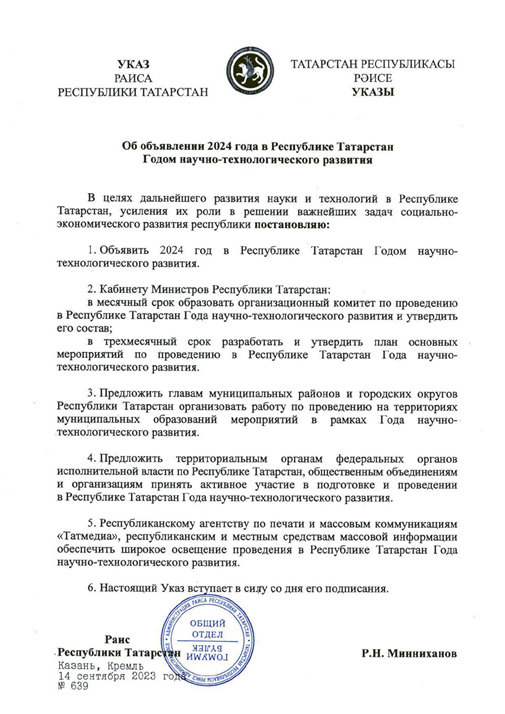 УКАЗ
РАИСА
РЕСПУБЛИКИ ТАТАРСТАН
ТАТАРСТАН РЕСПУБЛИКАСЫ
РӘИСЕ
УКАЗЫ
Об объявлении 2024 года в Республике Татарстан
Годом научно-технологического развития
В целях дальнейшего развития науки и технологий в Республике
Татарстан, усиления их роли в решении важнейших задач социально-
экономического развития республики постановляю:
1. Объявить 2024 год в Республике Татарстан Годом научно-
технологического развития.
2. Кабинету Министров Республики Татарстан:
в месячный срок образовать организационный комитет по проведению
в Республике Татарстан Года научно-технологического развития и утвердить
его состав;
в трехмесячный срок разработать и утвердить план основных
мероприятий по проведению в Республике Татарстан Года научно-
технологического развития.
3. Предложить главам муниципальных районов и городских округов
Республики Татарстан организовать работу по проведению на территориях
муниципальных образований мероприятий в рамках Года научно-
технологического развития.
4. Предложить территориальным органам федеральных органов
исполнительной власти по Республике Татарстан, общественным объединениям
и организациям принять активное участие в подготовке и проведении
в Республике Татарстан Года научно-технологического развития.
5. Республиканскому агентству по печати и массовым коммуникациям
«Татмедиа», республиканским и местным средствам массовой информации
обеспечить широкое освещение проведения в Республике Татарстан Года
научно-технологического развития.
6. Настоящий Указ вступает в силу со дня его подписания.
Раис
Республики Татарстан
Р.Н. Минниханов
ОБЩИЙ
ОТДЕЛ
ГОМУМИ
БҮЛЕК
Казань, Кремль
14 сентября 2023 года
№ 639